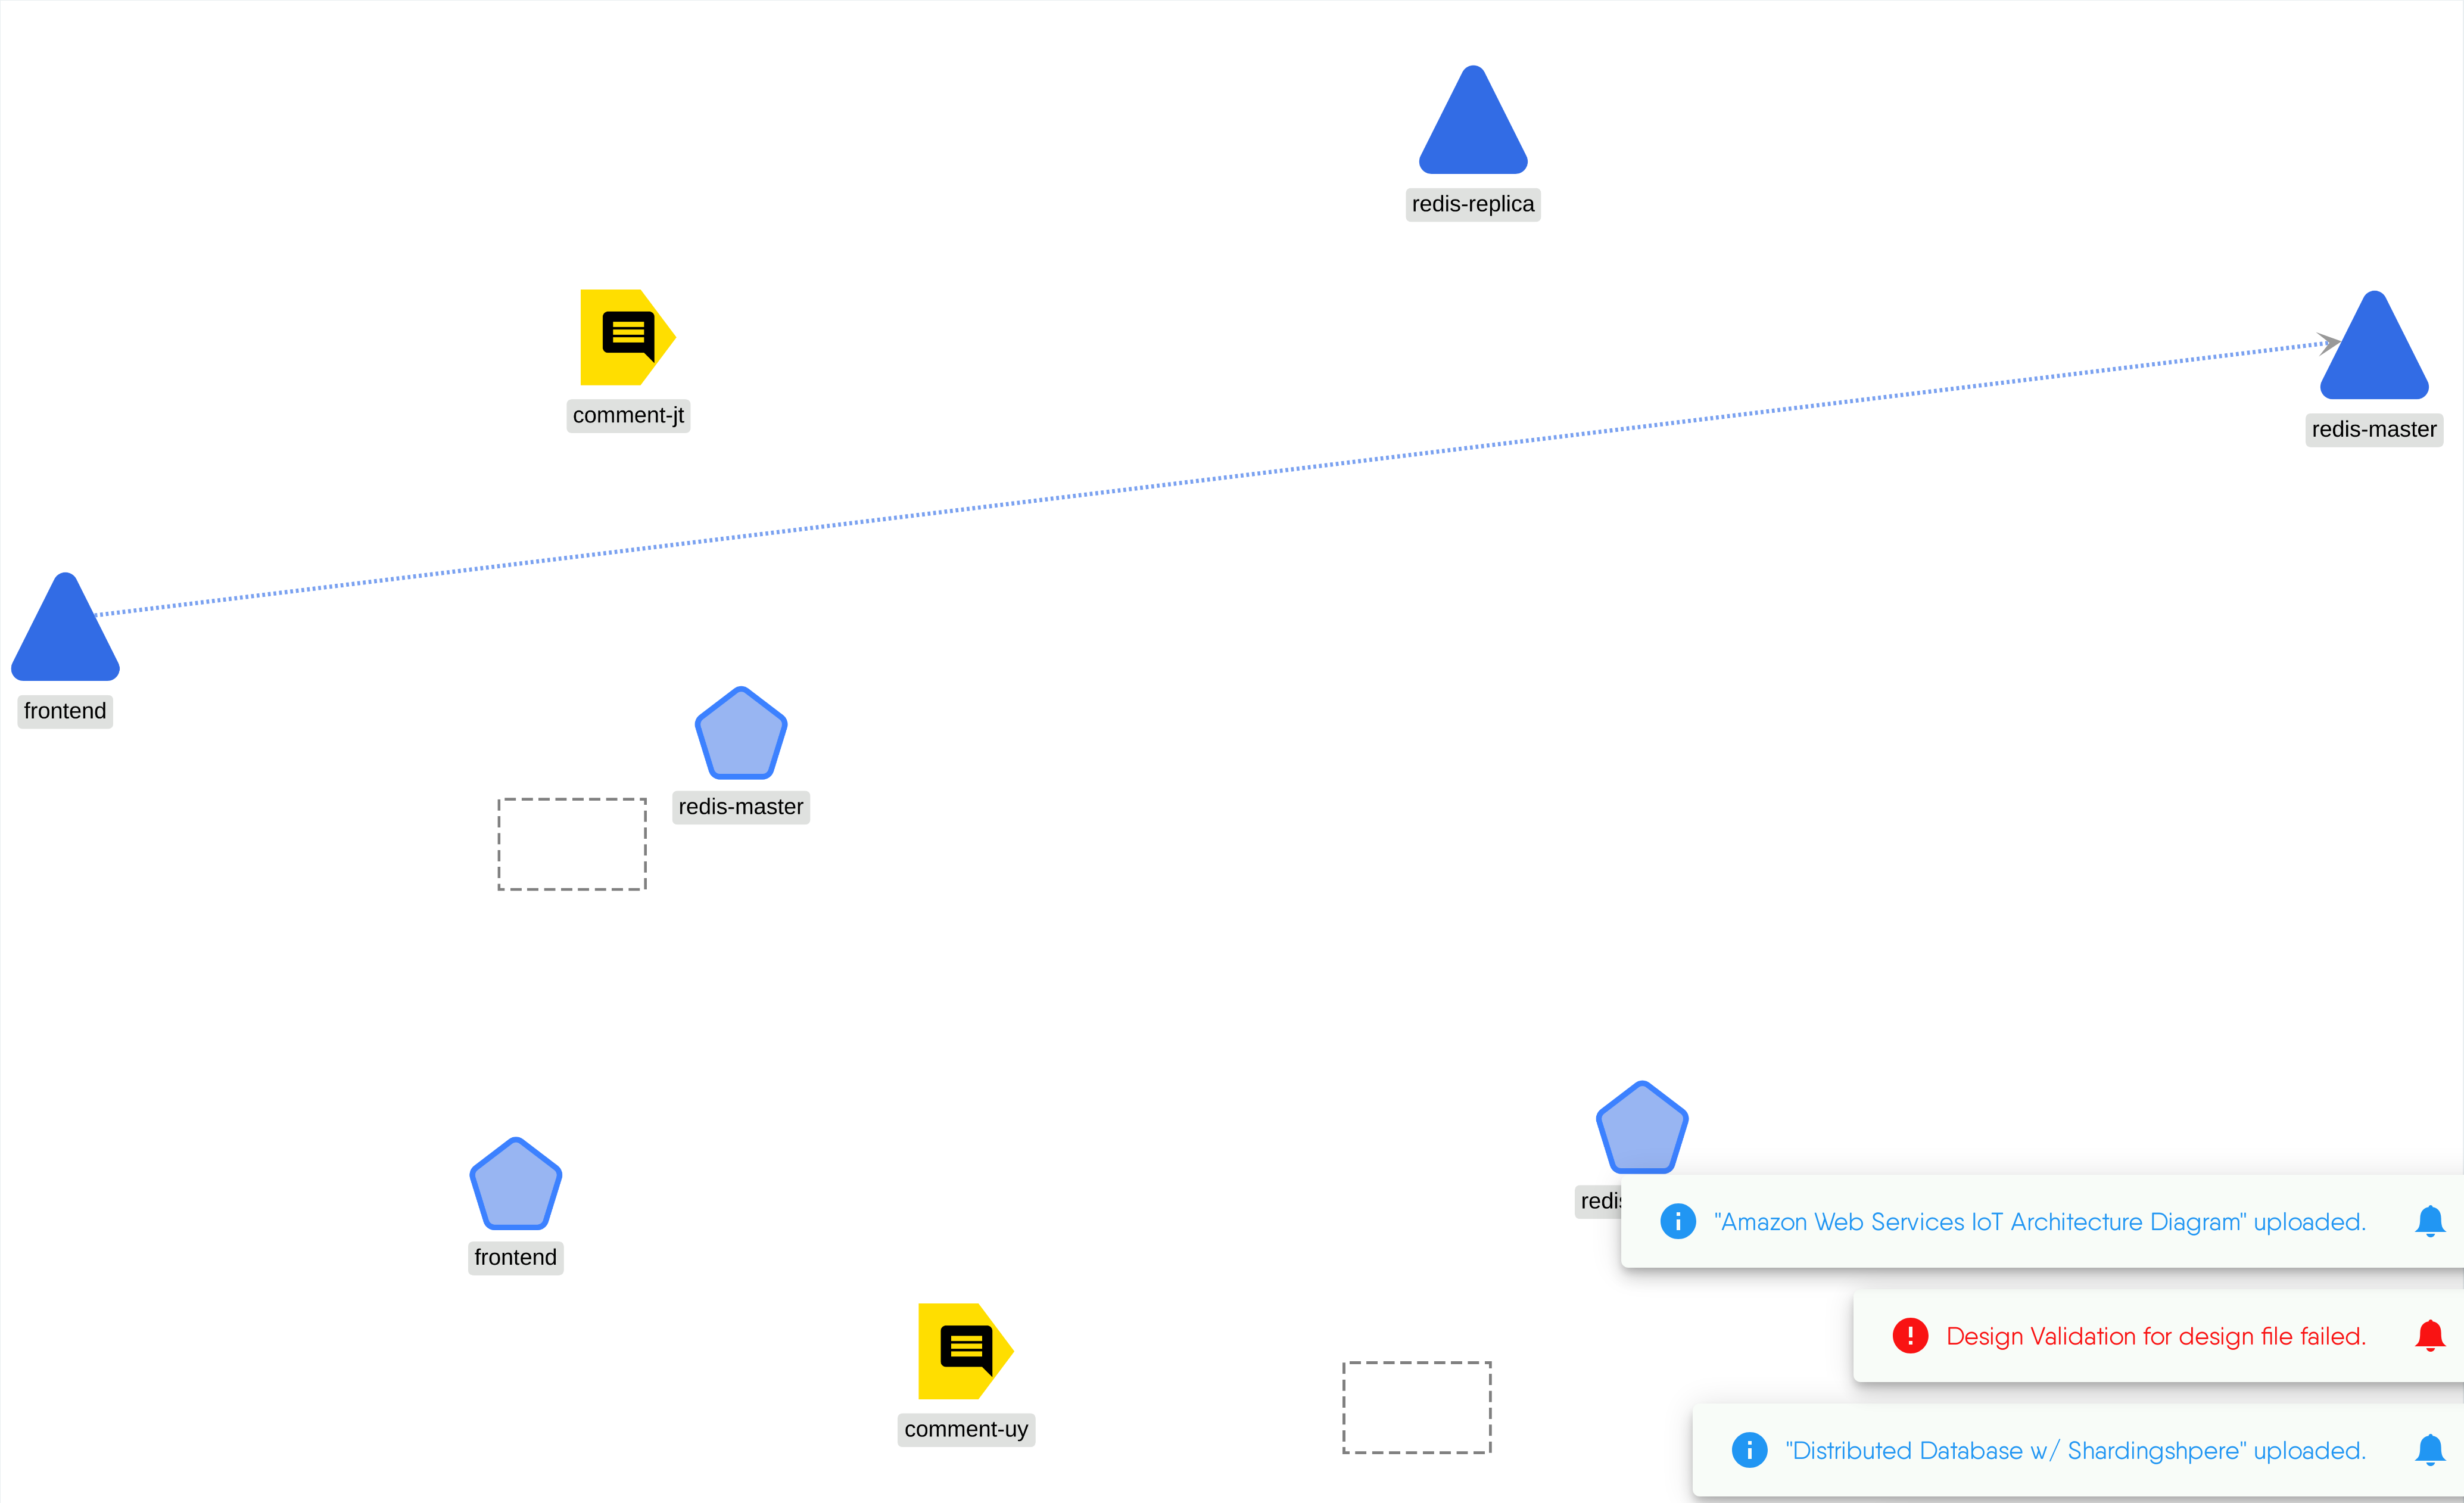 redis-replica
comment-jt
redis-master
frontend
redis-master
frontend
"Amazon Web Services IoT Architecture Diagram" uploaded.
Design Validation for design file failed.
comment-uy
"Distributed Database w/ Shardingshpere" uploaded.